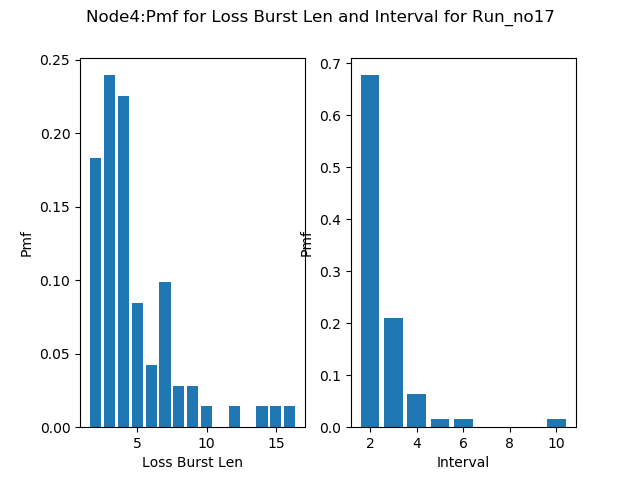 Node4:Pmf for Loss Burst Len and Interval for Run_no17
0.25
0.20
0.15
0.10
0.05
0.00
Pmf
5 10 15
Loss Burst Len
0.7
0.6
0.5
0.4
0.3
0.2
0.1
0.0
Pmf
2 4 6 8 10
Interval